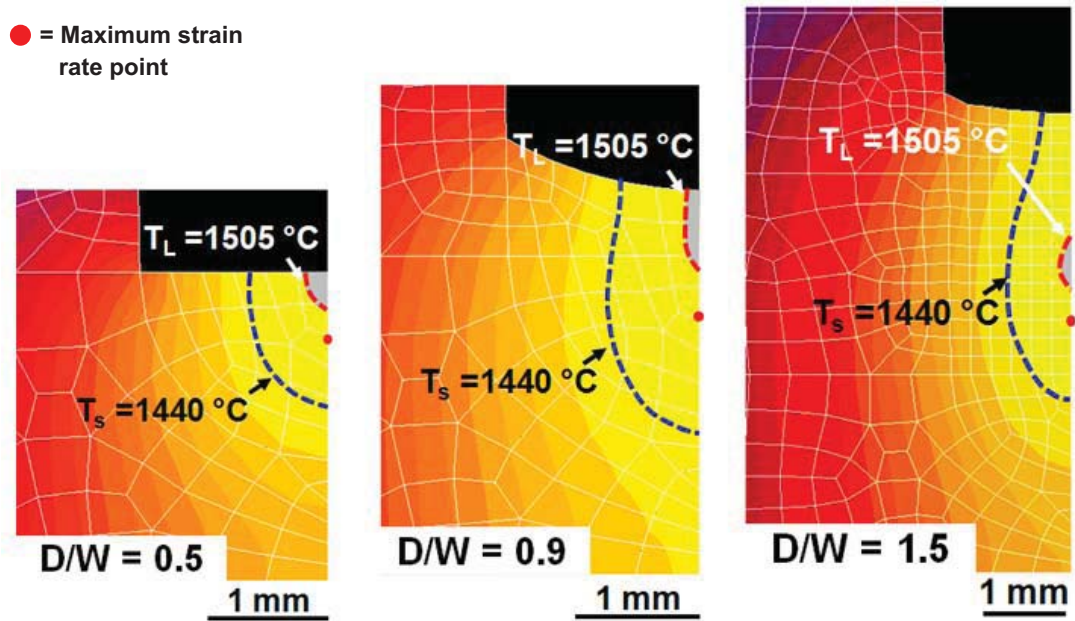 = Maximum strain
rate point
T_L =1505 °C
T_s =1440 °C
D/W = 0.5
1 mm
T_L =1505 °C
T_s =1440 °C
D/W = 0.9
1 mm
T_L =1505 °C
T_s =1440 °C
D/W = 1.5
1 mm